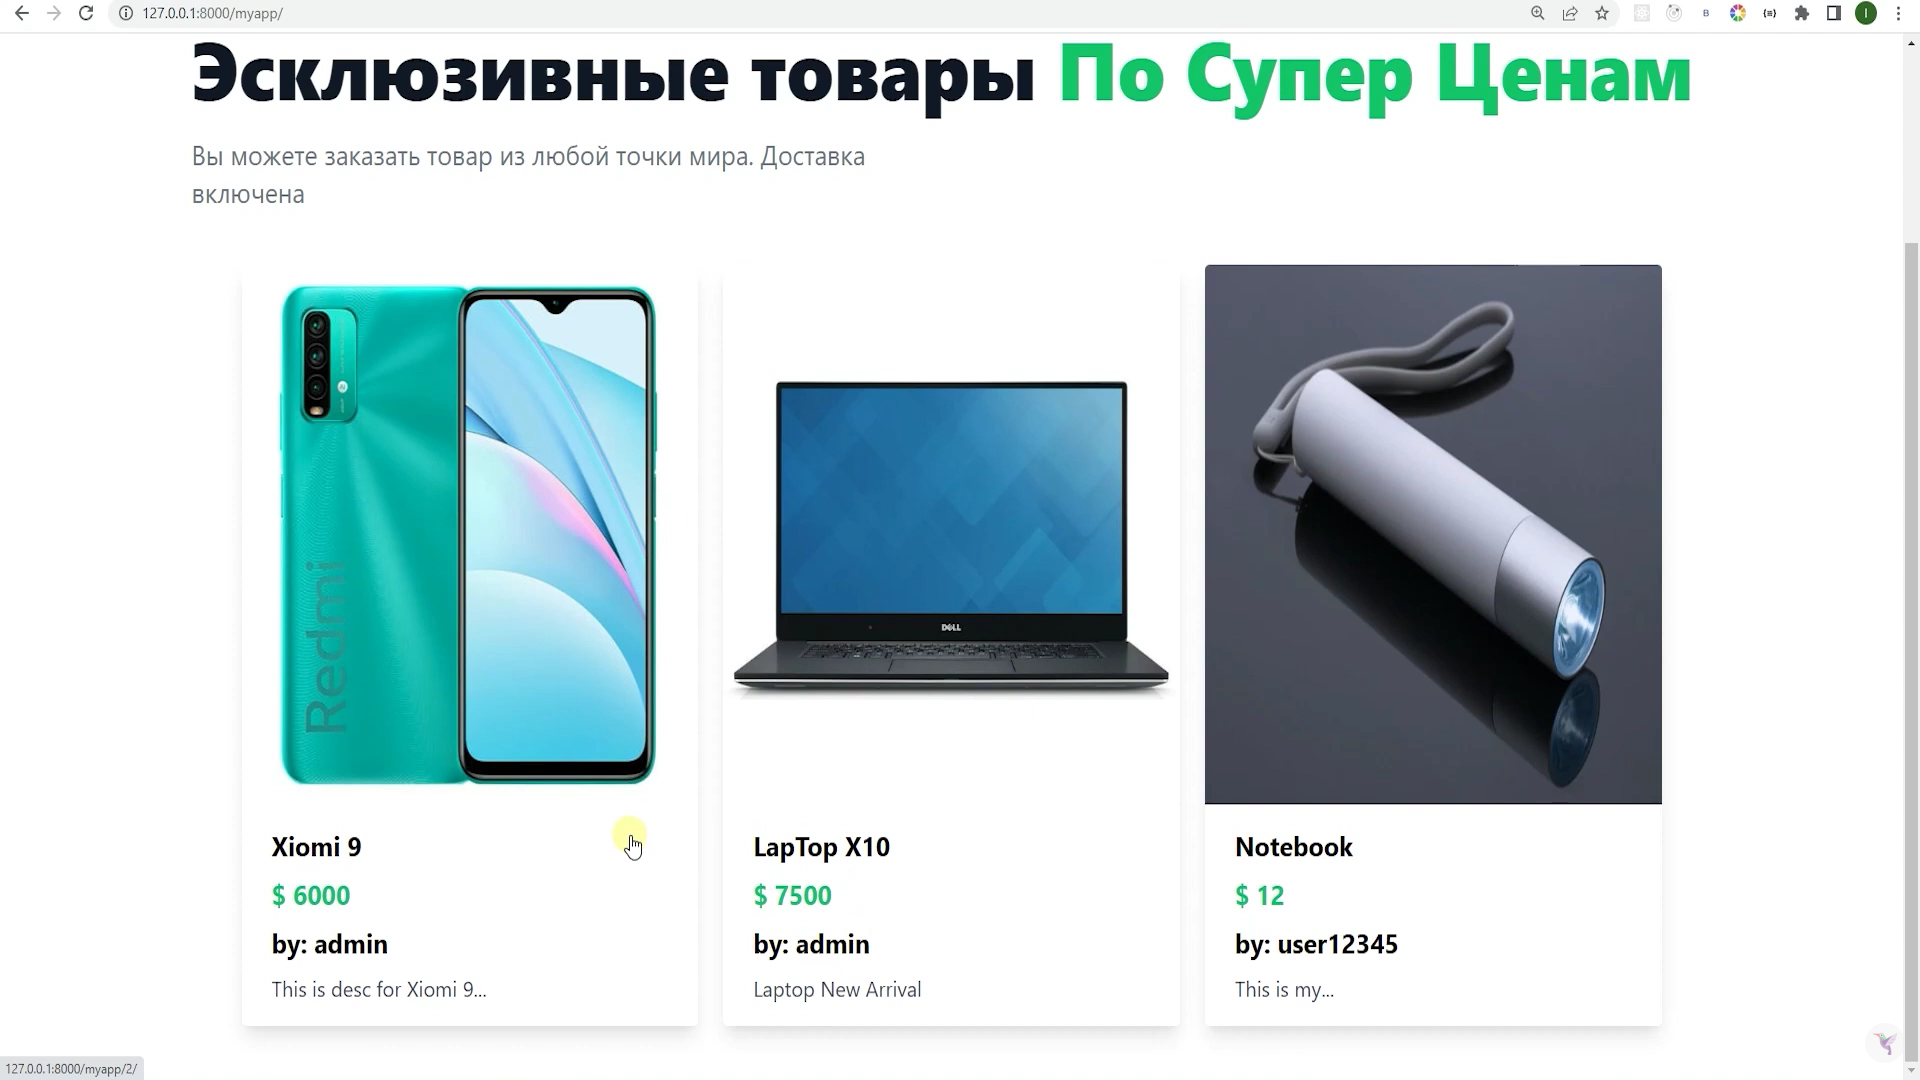 127.0.0.1:8000/myapp/
Эсклюзивные товары По Супер Ценам
Вы можете заказать товар из любой точки мира. Доставка
включена
Redmi
DELL
Xiomi 9
$ 6000
by: admin
This is desc for Xiomi 9...
LapTop X10
$ 7500
by: admin
Laptop New Arrival
Notebook
$ 12
by: user12345
This is my...
127.0.0.1:8000/myapp/2/